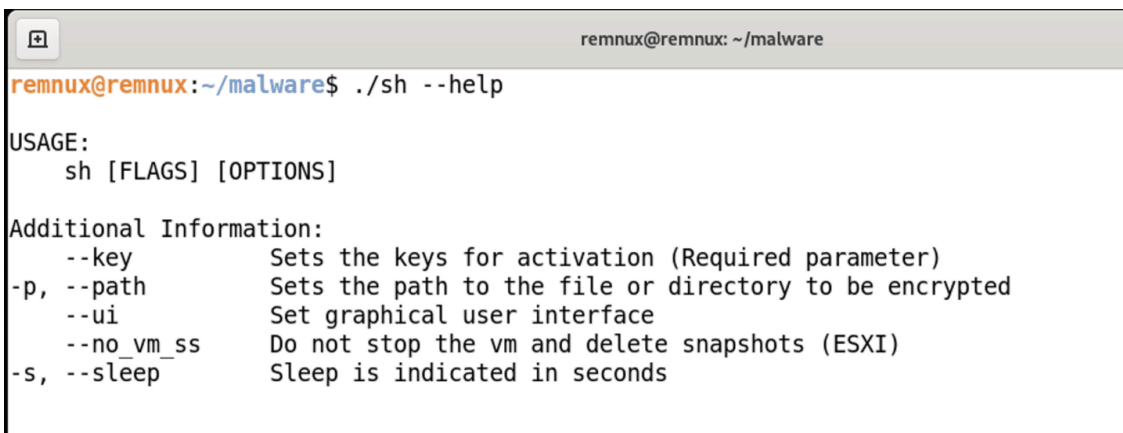 remnux@remnux: ~/malware
remnux@remnux:~/malware$ ./sh --help
USAGE:
sh [FLAGS] [OPTIONS]
Additional Information:
--key Sets the keys for activation (Required parameter)
-p, --path Sets the path to the file or directory to be encrypted
--ui Set graphical user interface
--no_vm_ss Do not stop the vm and delete snapshots (ESXI)
-s, --sleep Sleep is indicated in seconds